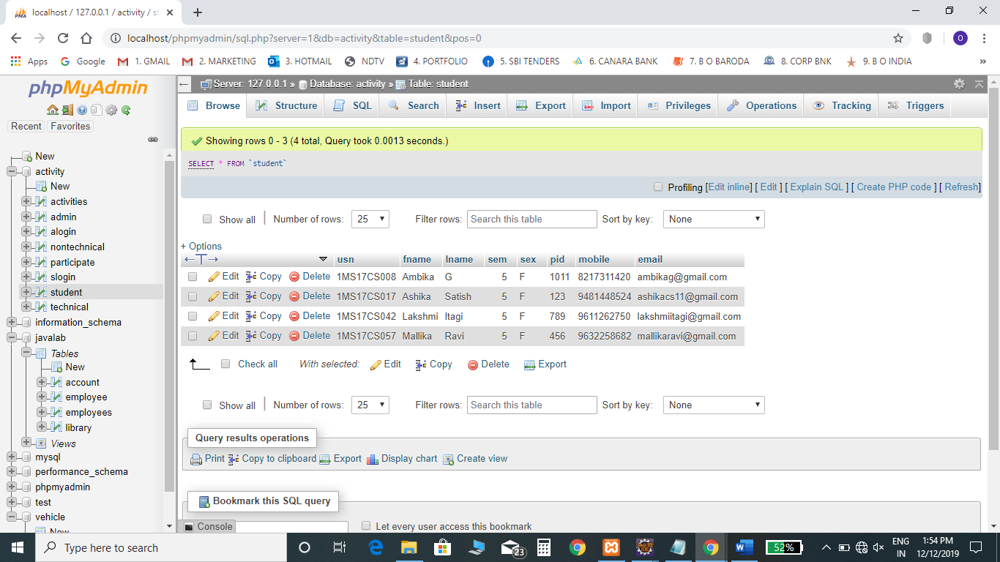 localhost / 127.0.0.1 / activity / st
localhost/phpmyadmin/sql.php?server=1&db=activity&table=student&pos=0
O
Apps Google 1. GMAIL 2. MARKETING 3. HOTMAIL NDTV 4. PORTFOLIO 5. SBI TENDERS 6. CANARA BANK 7. B O BARODA 8. CORP BNK 9. B O INDIA »
phpMyAdmin
Recent Favorites
New
activity
New
activities
admin
alogin
nontechnical
participate
slogin
student
technical
information_schema
javalab
Tables
New
account
employee
employees
library
Views
mysql
performance_schema
phpmyadmin
test
vehicle
New
Server: 127.0.0.1 » Database: activity » Table: student
Browse Structure SQL Search Insert Export Import Privileges Operations Tracking Triggers
Showing rows 0 - 3 (4 total, Query took 0.0013 seconds.)
SELECT * FROM `student`
Profiling [Edit inline] [ Edit ] [ Explain SQL ] [ Create PHP code ] [ Refresh]
Show all | Number of rows: 25 Filter rows: Search this table Sort by key: None
+ Options
←T→ usn fname lname sem sex pid mobile email
Edit Copy Delete 1MS17CS008 Ambika G 5 F 1011 8217311420 ambikag@gmail.com
Edit Copy Delete 1MS17CS017 Ashika Satish 5 F 123 9481448524 ashikacs11@gmail.com
Edit Copy Delete 1MS17CS042 Lakshmi Itagi 5 F 789 9611262750 lakshmiitagi@gmail.com
Edit Copy Delete 1MS17CS057 Mallika Ravi 5 F 456 9632258682 mallikaravi@gmail.com
Check all With selected: Edit Copy Delete Export
Show all | Number of rows: 25 Filter rows: Search this table Sort by key: None
Query results operations
Print Copy to clipboard Export Display chart Create view
Bookmark this SQL query
Console
Let every user access this bookmark
Type here to search
23
52%
ENG
IN
1:54 PM
12/12/2019